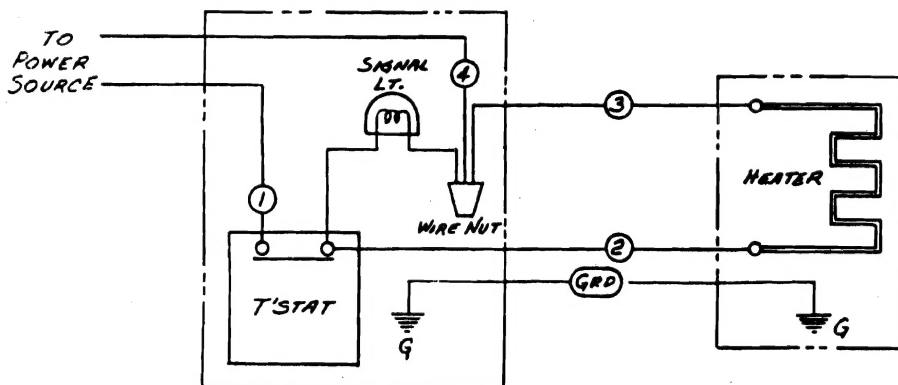 TO
POWER
SOURCE
SIGNAL
LT.
4
3
1
WIRE NUT
HEATER
2
T'STAT
GRD
G
G